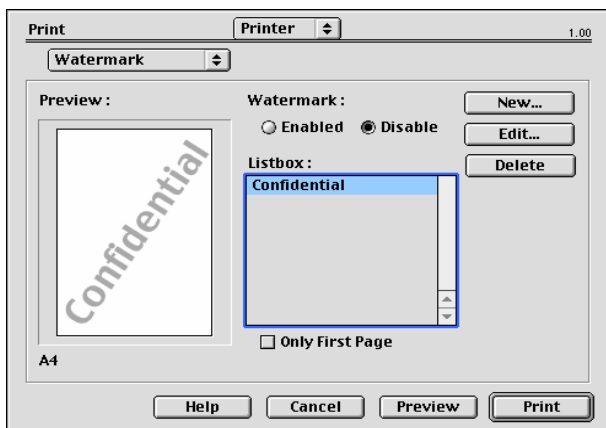 Print Printer 1.00
Watermark
Preview :
Confidential
A4
Watermark :
Enabled Disable
Listbox :
Confidential
Only First Page
New...
Edit...
Delete
Help Cancel Preview Print